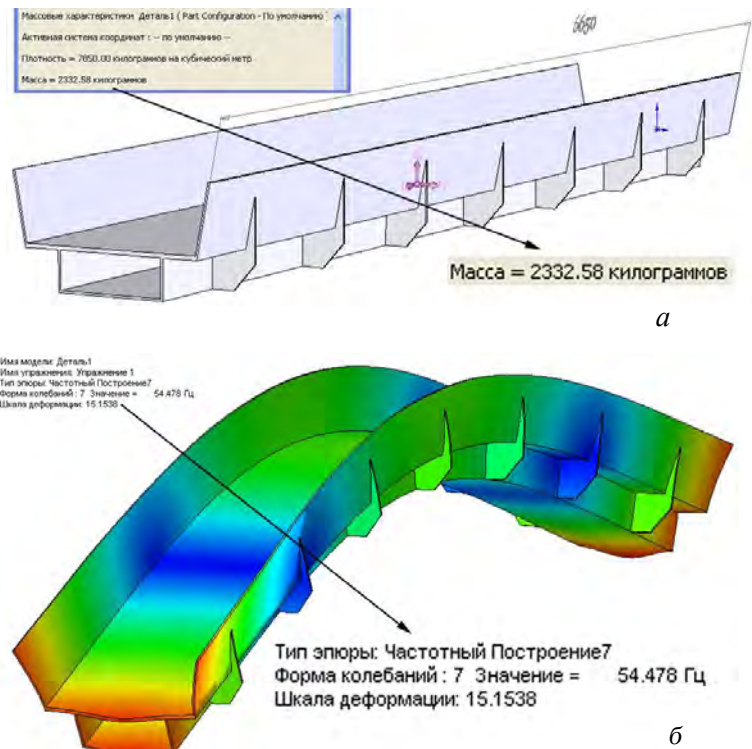 Массовые характеристики Деталь1 ( Part Configuration - По умолчанию )
Активная система координат : -- по умолчанию --
Плотность = 7850.00 килограммов на кубический метр
Масса = 2332.58 килограммов
6650
Масса = 2332.58 килограммов
а
Имя модели: Деталь1
Имя упражнения: Упражнение 1
Тип эпюры: Частотный Построение7
Форма колебаний : 7 Значение = 54.478 Гц
Шкала деформации: 15.1538
Тип эпюры: Частотный Построение7
Форма колебаний : 7 Значение = 54.478 Гц
Шкала деформации: 15.1538
б